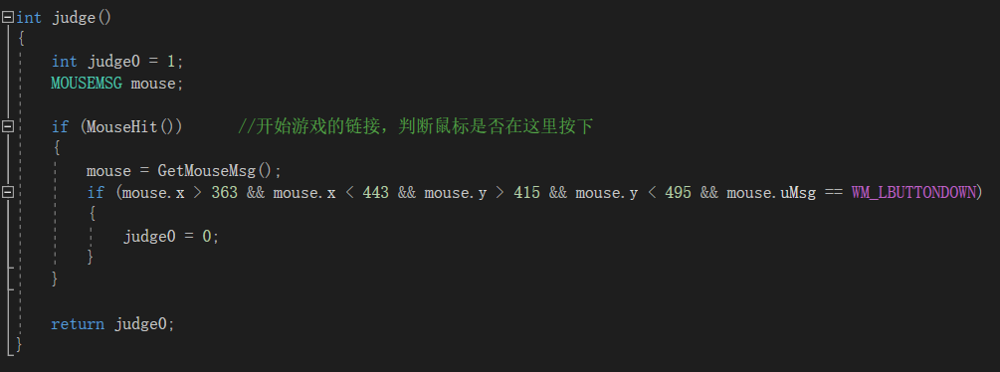 int judge()
{
int judge0 = 1;
MOUSEMSG mouse;
if (MouseHit()) //开始游戏的链接，判断鼠标是否在这里按下
{
mouse = GetMouseMsg();
if (mouse.x > 363 && mouse.x < 443 && mouse.y > 415 && mouse.y < 495 && mouse.uMsg == WM_LBUTTONDOWN)
{
judge0 = 0;
}
}
return judge0;
}